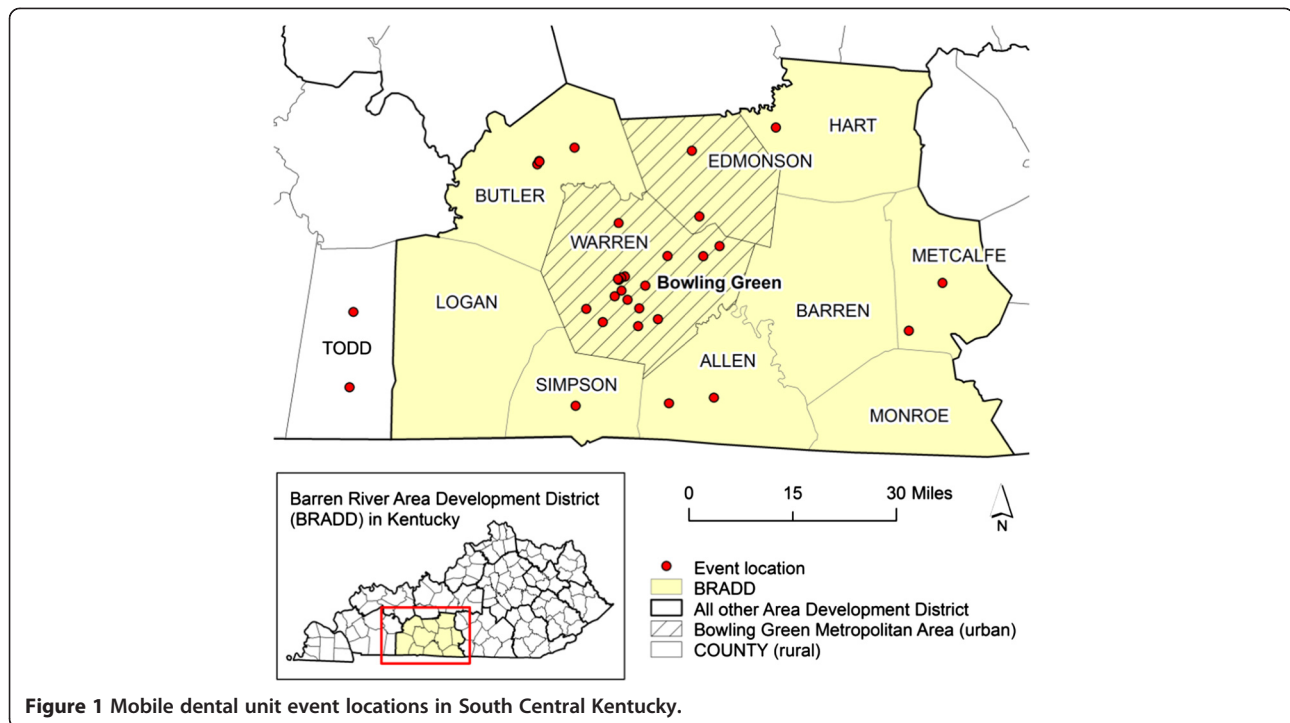 HART
EDMONSON
BUTLER
WARREN
METCALFE
Bowling Green
LOGAN
BARREN
TODD
ALLEN
SIMPSON
MONROE
Barren River Area Development District
(BRADD) in Kentucky
0 15 30 Miles
N
Event location
BRADD
All other Area Development District
Bowling Green Metropolitan Area (urban)
COUNTY (rural)
Figure 1 Mobile dental unit event locations in South Central Kentucky.